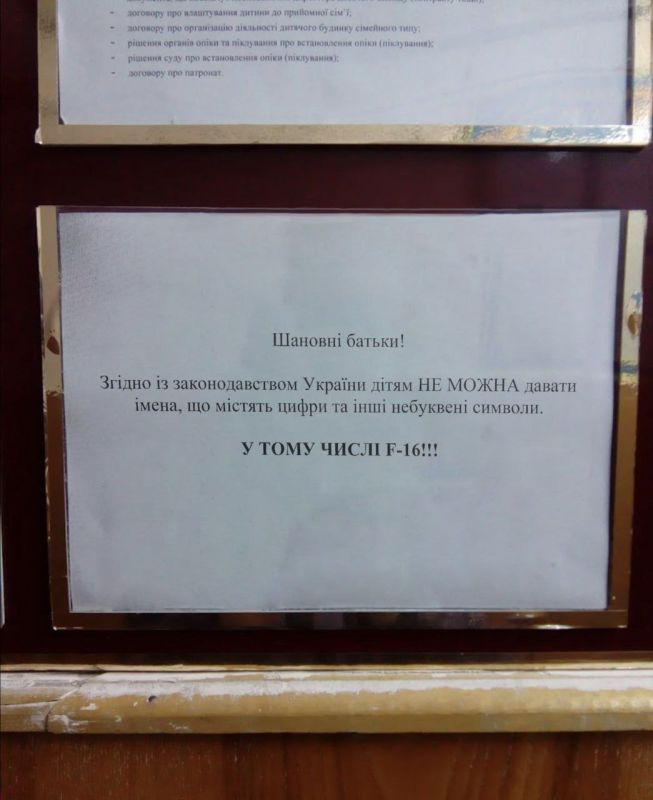 - договору про влаштування дитини до прийомної сім'ї;
- договору про організацію діяльності дитячого будинку сімейного типу;
- рішення органів опіки та піклування про встановлення опіки (піклування);
- рішення суду про встановлення опіки (піклування);
- договору про патронат.
Шановні батьки!
Згідно із законодавством України дітям НЕ МОЖНА давати
імена, що містять цифри та інші небуквені символи.
У ТОМУ ЧИСЛІ F-16!!!